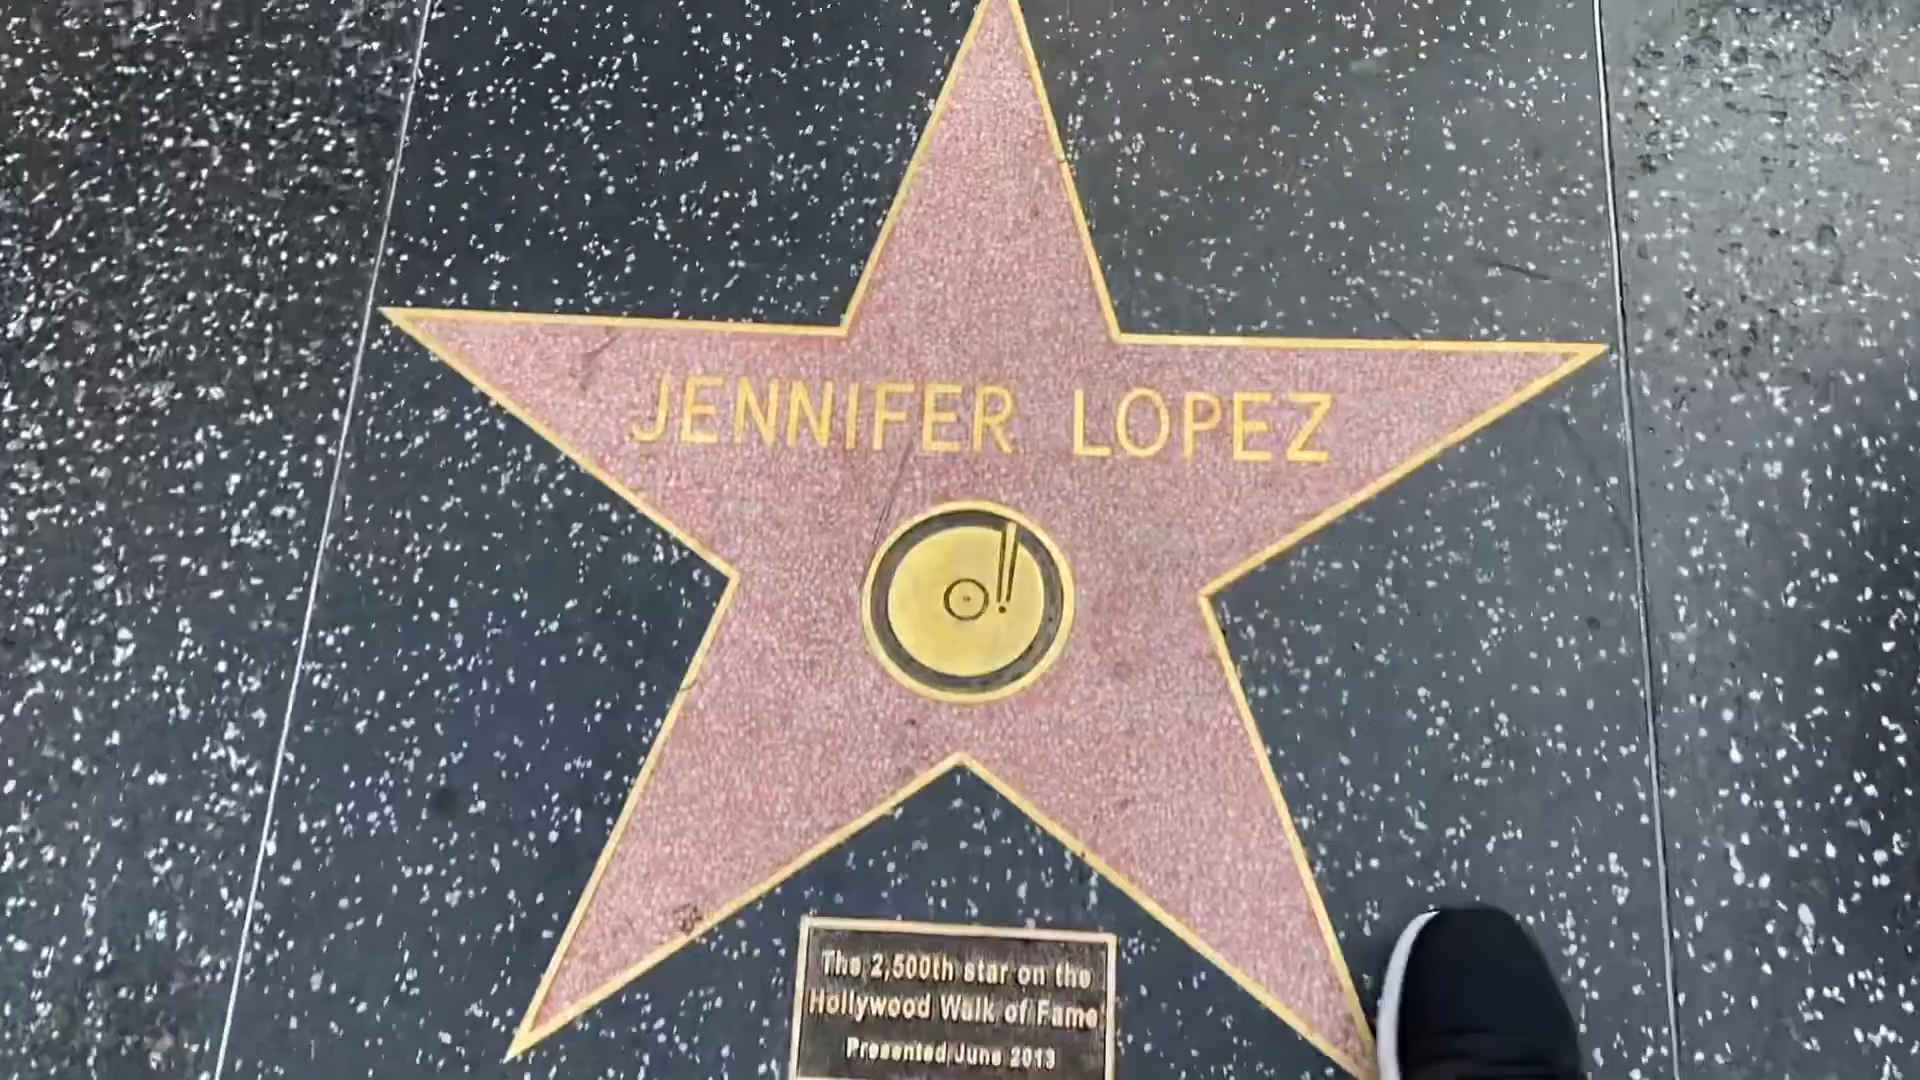 JENNIFER LOPEZ
The 2,500th star on the
Hollywood Walk of Fame
Presented June 2013